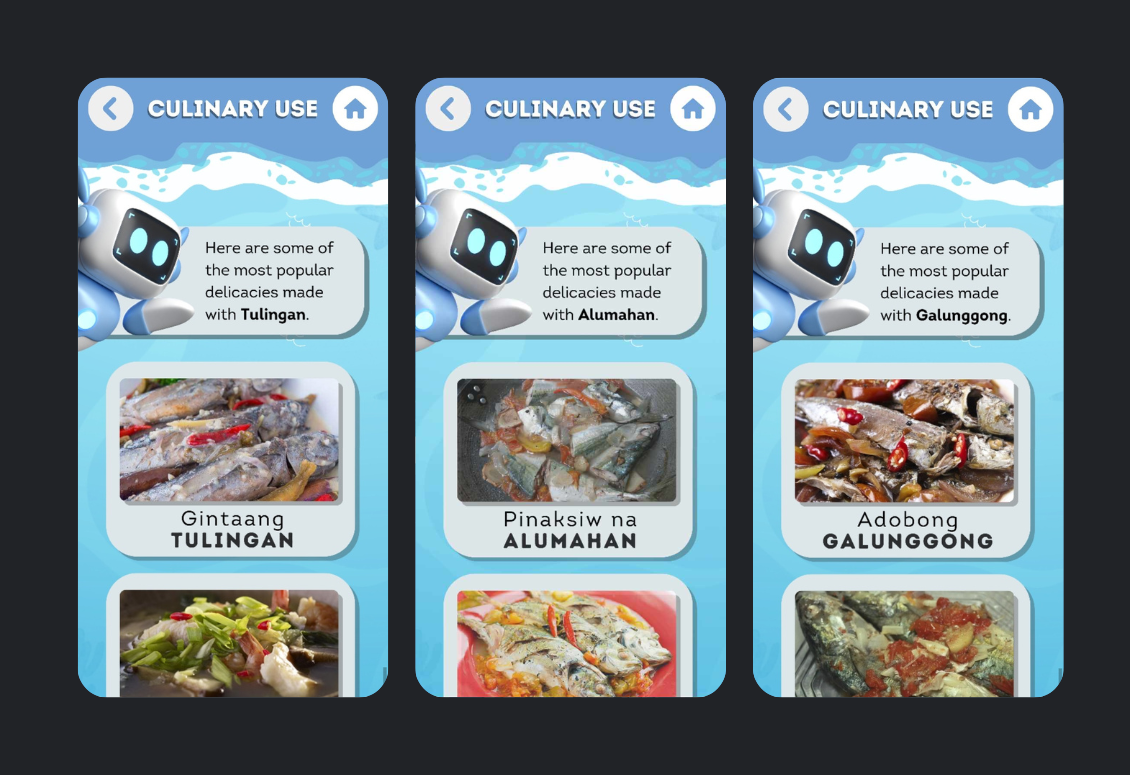 CULINARY USE
Here are some of
the most popular
delicacies made
with Tulingan.
Gintaang
TULINGAN
CULINARY USE
Here are some of
the most popular
delicacies made
with Alumahan.
Pinaksiw na
ALUMAHAN
CULINARY USE
Here are some of
the most popular
delicacies made
with Galunggong.
Adobong
GALUNGGONG